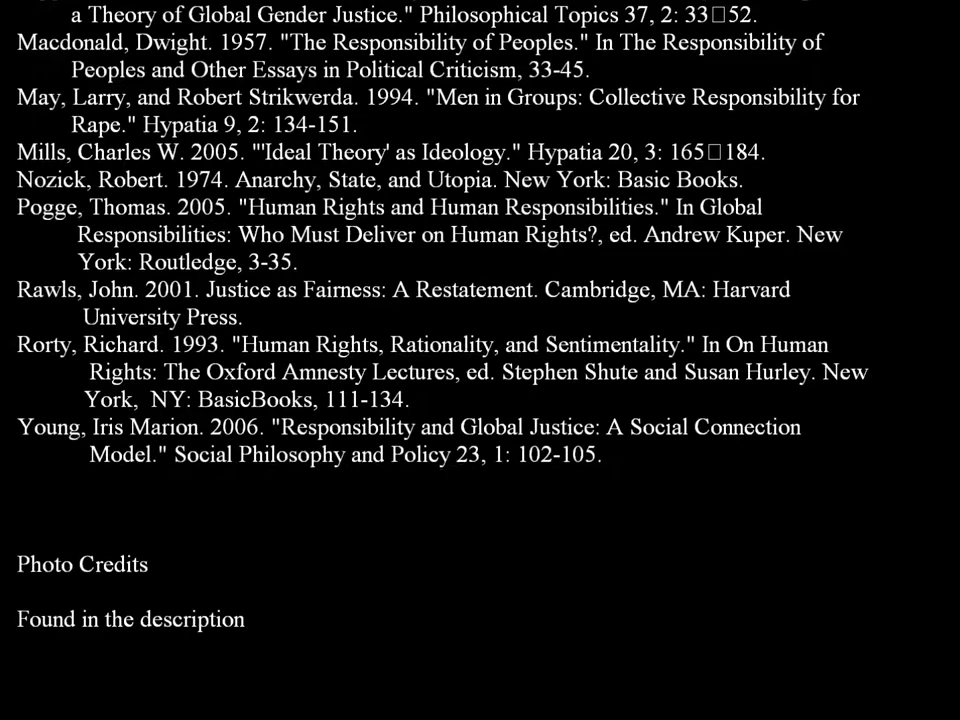 a Theory of Global Gender Justice." Philosophical Topics 37, 2: 33□52.
Macdonald, Dwight. 1957. "The Responsibility of Peoples." In The Responsibility of
Peoples and Other Essays in Political Criticism, 33-45.
May, Larry, and Robert Strikwerda. 1994. "Men in Groups: Collective Responsibility for
Rape." Hypatia 9, 2: 134-151.
Mills, Charles W. 2005. "'Ideal Theory' as Ideology." Hypatia 20, 3: 165□184.
Nozick, Robert. 1974. Anarchy, State, and Utopia. New York: Basic Books.
Pogge, Thomas. 2005. "Human Rights and Human Responsibilities." In Global
Responsibilities: Who Must Deliver on Human Rights?, ed. Andrew Kuper. New
York: Routledge, 3-35.
Rawls, John. 2001. Justice as Fairness: A Restatement. Cambridge, MA: Harvard
University Press.
Rorty, Richard. 1993. "Human Rights, Rationality, and Sentimentality." In On Human
Rights: The Oxford Amnesty Lectures, ed. Stephen Shute and Susan Hurley. New
York, NY: BasicBooks, 111-134.
Young, Iris Marion. 2006. "Responsibility and Global Justice: A Social Connection
Model." Social Philosophy and Policy 23, 1: 102-105.
Photo Credits
Found in the description